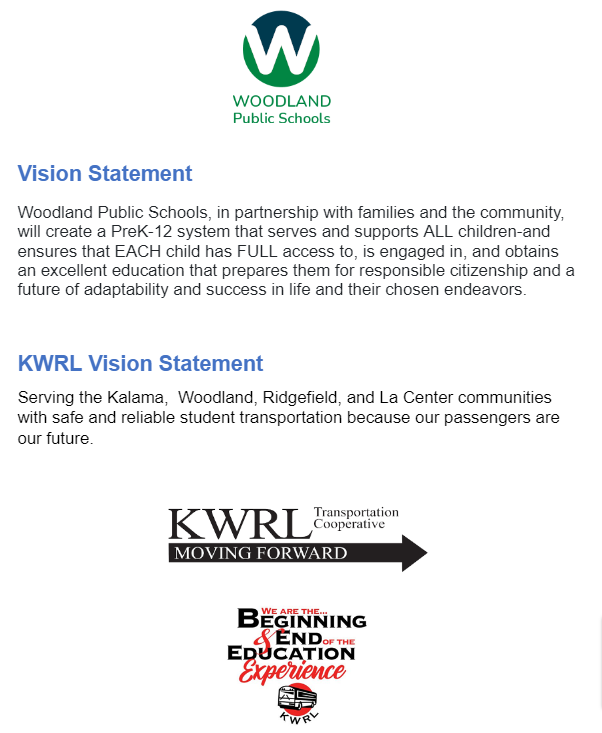 W
WOODLAND
Public Schools
Vision Statement
Woodland Public Schools, in partnership with families and the community,
will create a PreK-12 system that serves and supports ALL children-and
ensures that EACH child has FULL access to, is engaged in, and obtains
an excellent education that prepares them for responsible citizenship and a
future of adaptability and success in life and their chosen endeavors.
KWRL Vision Statement
Serving the Kalama,  Woodland, Ridgefield, and La Center communities
with safe and reliable student transportation because our passengers are
our future.
KWRL Transportation
Cooperative
MOVING FORWARD
WE ARE THE...
BEGINNING
& END OF THE
EDUCATION
Experience
KWRL